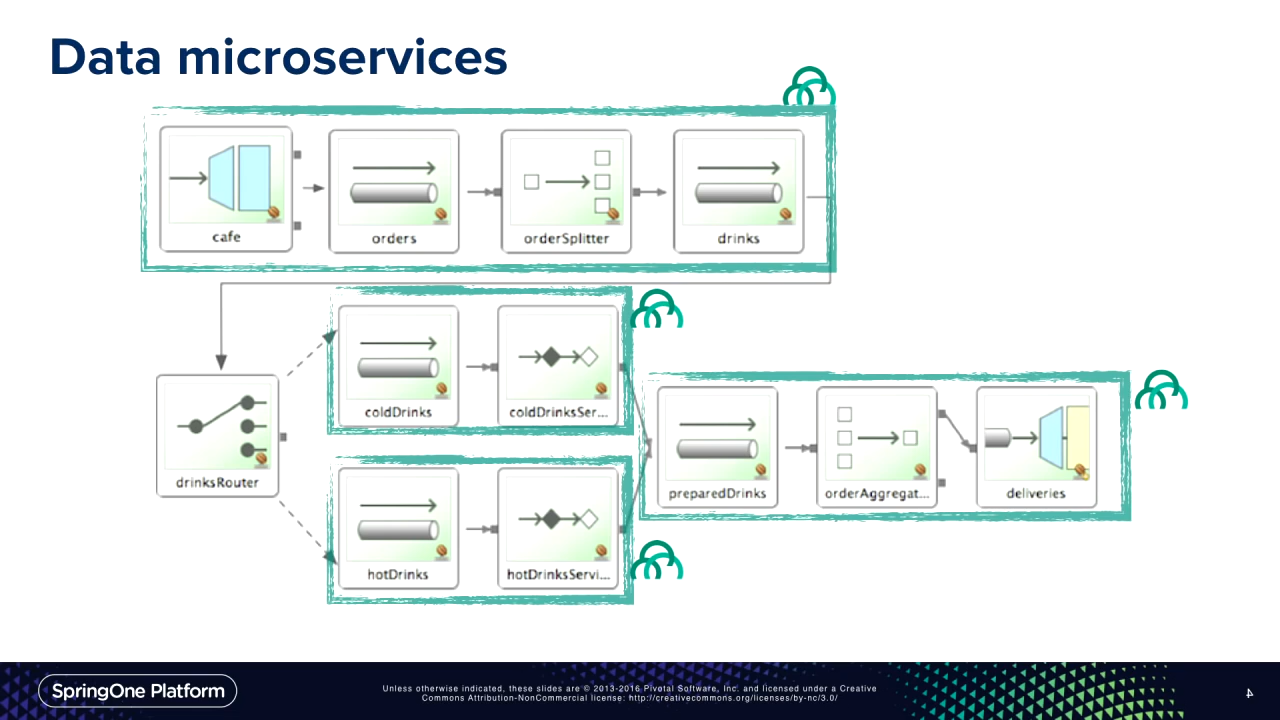 Data microservices
cafe
orders
orderSplitter
drinks
coldDrinks
coldDrinksSer...
drinksRouter
preparedDrinks
orderAggregat...
deliveries
hotDrinks
hotDrinksServi...
SpringOne Platform
Unless otherwise indicated, these slides are © 2013-2016 Pivotal Software, Inc. and licensed under a Creative
Commons Attribution-NonCommercial license: http://creativecommons.org/licenses/by-nc/3.0/
4